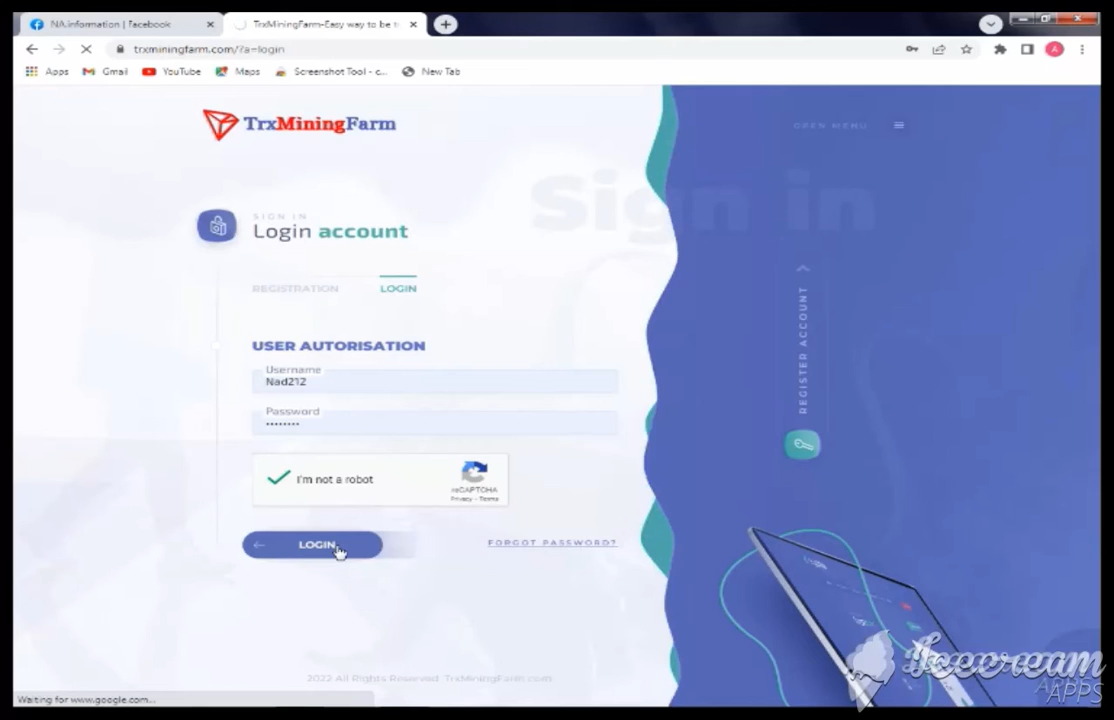 NA.information | Facebook
TrxMiningFarm-Easy way to be tr
trxminingfarm.com/?a=login
A
Apps
Gmail
YouTube
Maps
Screenshot Tool - c...
New Tab
TrxMiningFarm
OPEN MENU
Sign in
SIGN IN
Login account
REGISTRATION
LOGIN
USER AUTORISATION
Username
Nad212
Password
••••••••
I'm not a robot
reCAPTCHA
Privacy - Terms
LOGIN
FORGOT PASSWORD?
REGISTER ACCOUNT
Login
2022 All Rights Reserved. TrxMiningFarm.com
Waiting for www.google.com...
Icecream
APPS